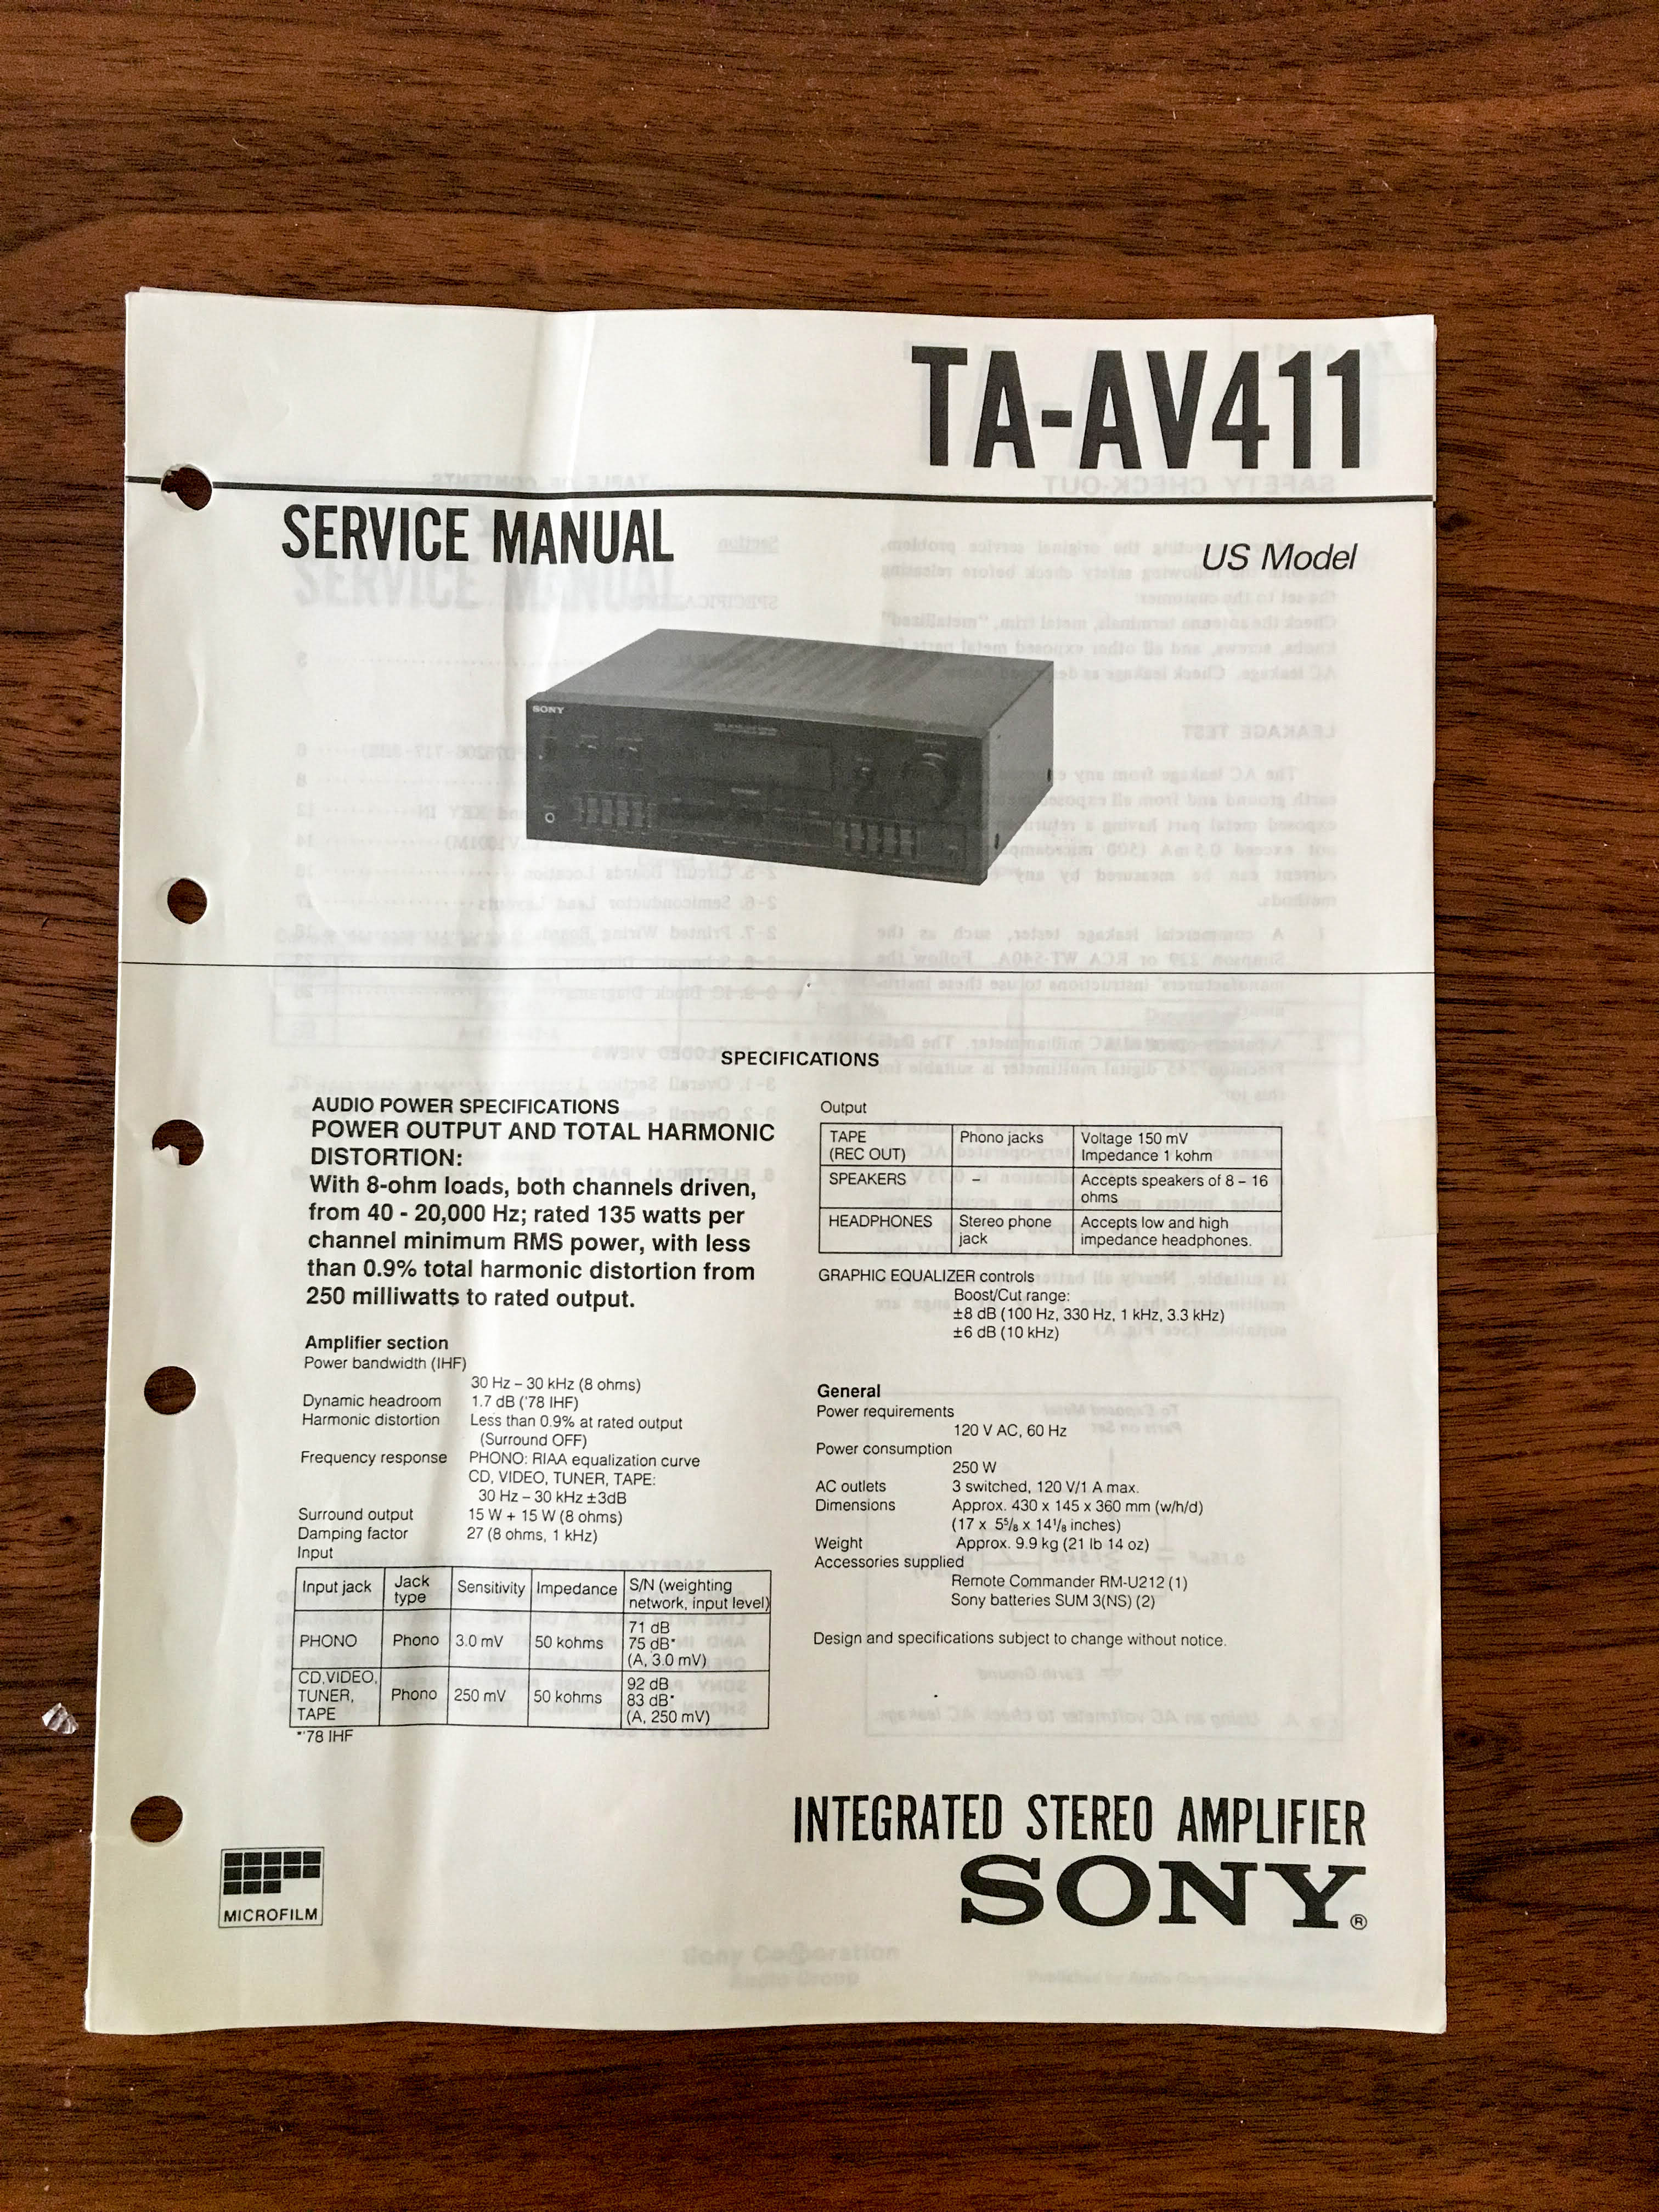 TA-AV411
SERVICE MANUAL
US Model
SONY
SPECIFICATIONS
AUDIO POWER SPECIFICATIONS
POWER OUTPUT AND TOTAL HARMONIC
DISTORTION:
With 8-ohm loads, both channels driven,
from 40 - 20,000 Hz; rated 135 watts per
channel minimum RMS power, with less
than 0.9% total harmonic distortion from
250 milliwatts to rated output.
Amplifier section
Power bandwidth (IHF)
30 Hz – 30 kHz (8 ohms)
Dynamic headroom 1.7 dB ('78 IHF)
Harmonic distortion Less than 0.9% at rated output
(Surround OFF)
Frequency response PHONO: RIAA equalization curve
CD, VIDEO, TUNER, TAPE:
30 Hz – 30 kHz ±3dB
Surround output 15 W + 15 W (8 ohms)
Damping factor 27 (8 ohms, 1 kHz)
Input
Input jack Jack type Sensitivity Impedance S/N (weighting network, input level)
PHONO Phono 3.0 mV 50 kohms 71 dB
75 dB*
(A, 3.0 mV)
CD,VIDEO,
TUNER,
TAPE Phono 250 mV 50 kohms 92 dB
83 dB*
(A, 250 mV)
*'78 IHF
Output
TAPE Phono jacks Voltage 150 mV
(REC OUT) Impedance 1 kohm
SPEAKERS – Accepts speakers of 8 – 16
ohms
HEADPHONES Stereo phone Accepts low and high
jack impedance headphones.
GRAPHIC EQUALIZER controls
Boost/Cut range:
±8 dB (100 Hz, 330 Hz, 1 kHz, 3.3 kHz)
±6 dB (10 kHz)
General
Power requirements
120 V AC, 60 Hz
Power consumption
250 W
AC outlets 3 switched, 120 V/1 A max.
Dimensions Approx. 430 x 145 x 360 mm (w/h/d)
(17 x 5⅝ x 14⅛ inches)
Weight Approx. 9.9 kg (21 lb 14 oz)
Accessories supplied
Remote Commander RM-U212 (1)
Sony batteries SUM 3(NS) (2)
Design and specifications subject to change without notice.
INTEGRATED STEREO AMPLIFIER
SONY®
MICROFILM